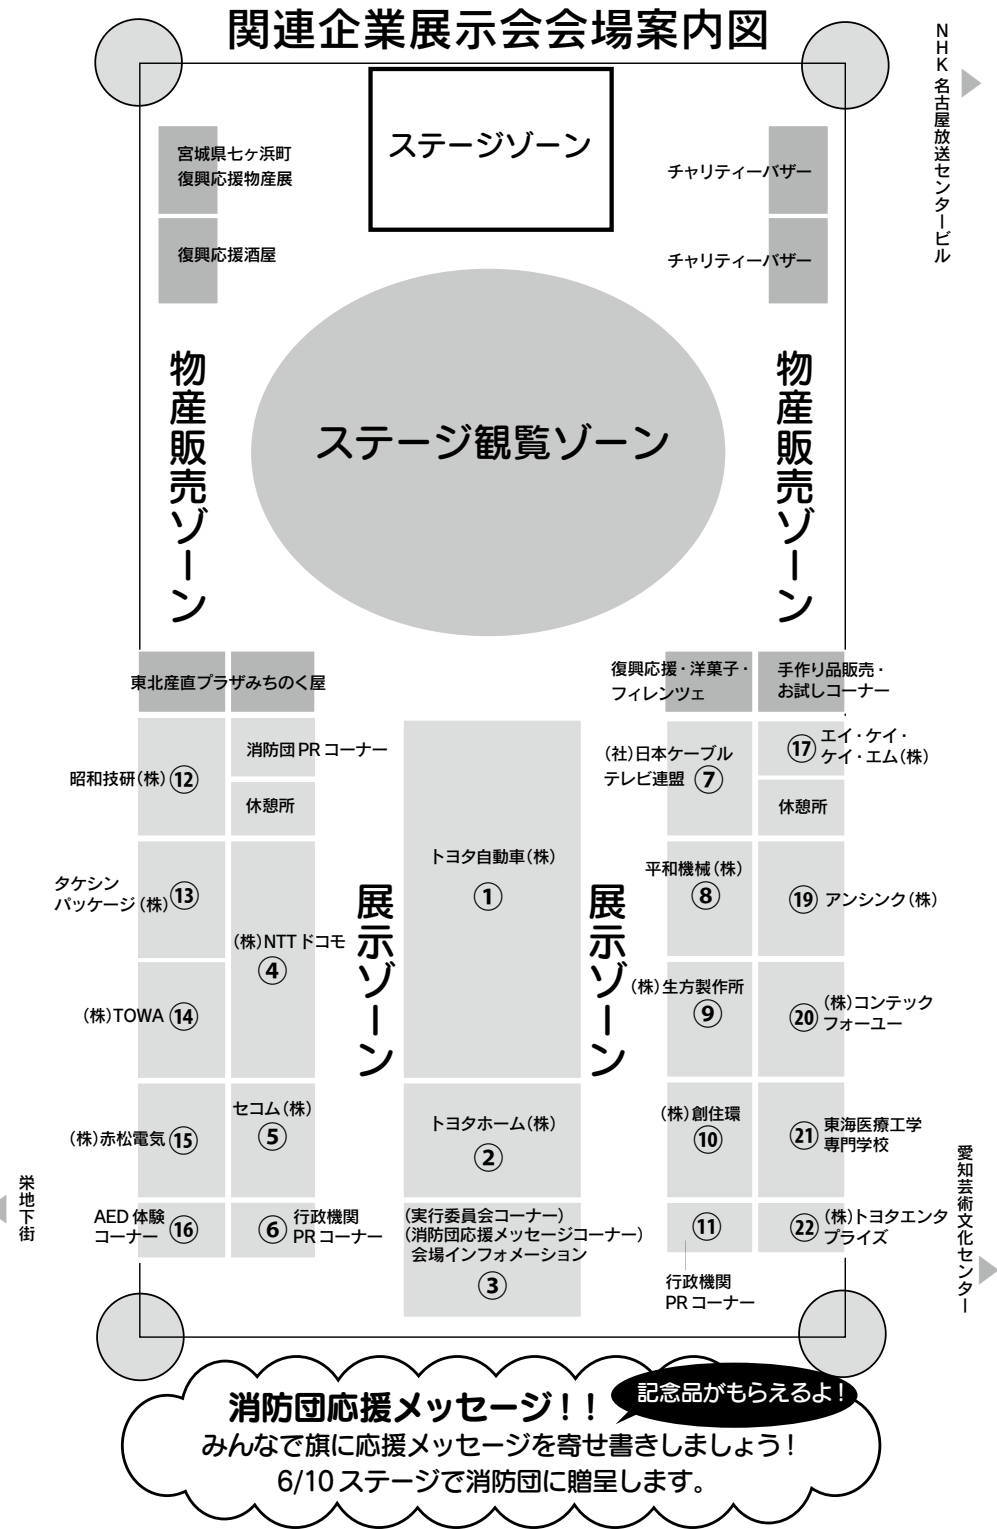 関連企業展示会会場案内図
NHK名古屋放送センタービル
ステージゾーン
宮城県七ヶ浜町
復興応援物産展
復興応援酒屋
チャリティーバザー
チャリティーバザー
物産販売ゾーン
ステージ観覧ゾーン
物産販売ゾーン
東北産直プラザみちのく屋
復興応援・洋菓子・
フィレンツェ
手作り品販売・
お試しコーナー
昭和技研(株)⑫
消防団PRコーナー
休憩所
タケシン
パッケージ(株)⑬
(株)NTTドコモ
④
(株)TOWA⑭
(株)赤松電気⑮
セコム(株)
⑤
AED体験
コーナー⑯
⑥行政機関
PRコーナー
展示ゾーン
トヨタ自動車(株)
①
トヨタホーム(株)
②
(実行委員会コーナー)
(消防団応援メッセージコーナー)
会場インフォメーション
③
展示ゾーン
(社)日本ケーブル
テレビ連盟⑦
⑰エイ・ケイ・
ケイ・エム(株)
休憩所
平和機械(株)
⑧
⑲アンシンク(株)
(株)生方製作所
⑨
⑳(株)コンテック
フォーユー
(株)創住環
⑩
㉑東海医療工学
専門学校
⑪
行政機関
PRコーナー
㉒(株)トヨタエンタ
プライズ
栄地下街
愛知芸術文化センター
消防団応援メッセージ!!
記念品がもらえるよ!
みんなで旗に応援メッセージを寄せ書きしましょう!
6/10ステージで消防団に贈呈します。